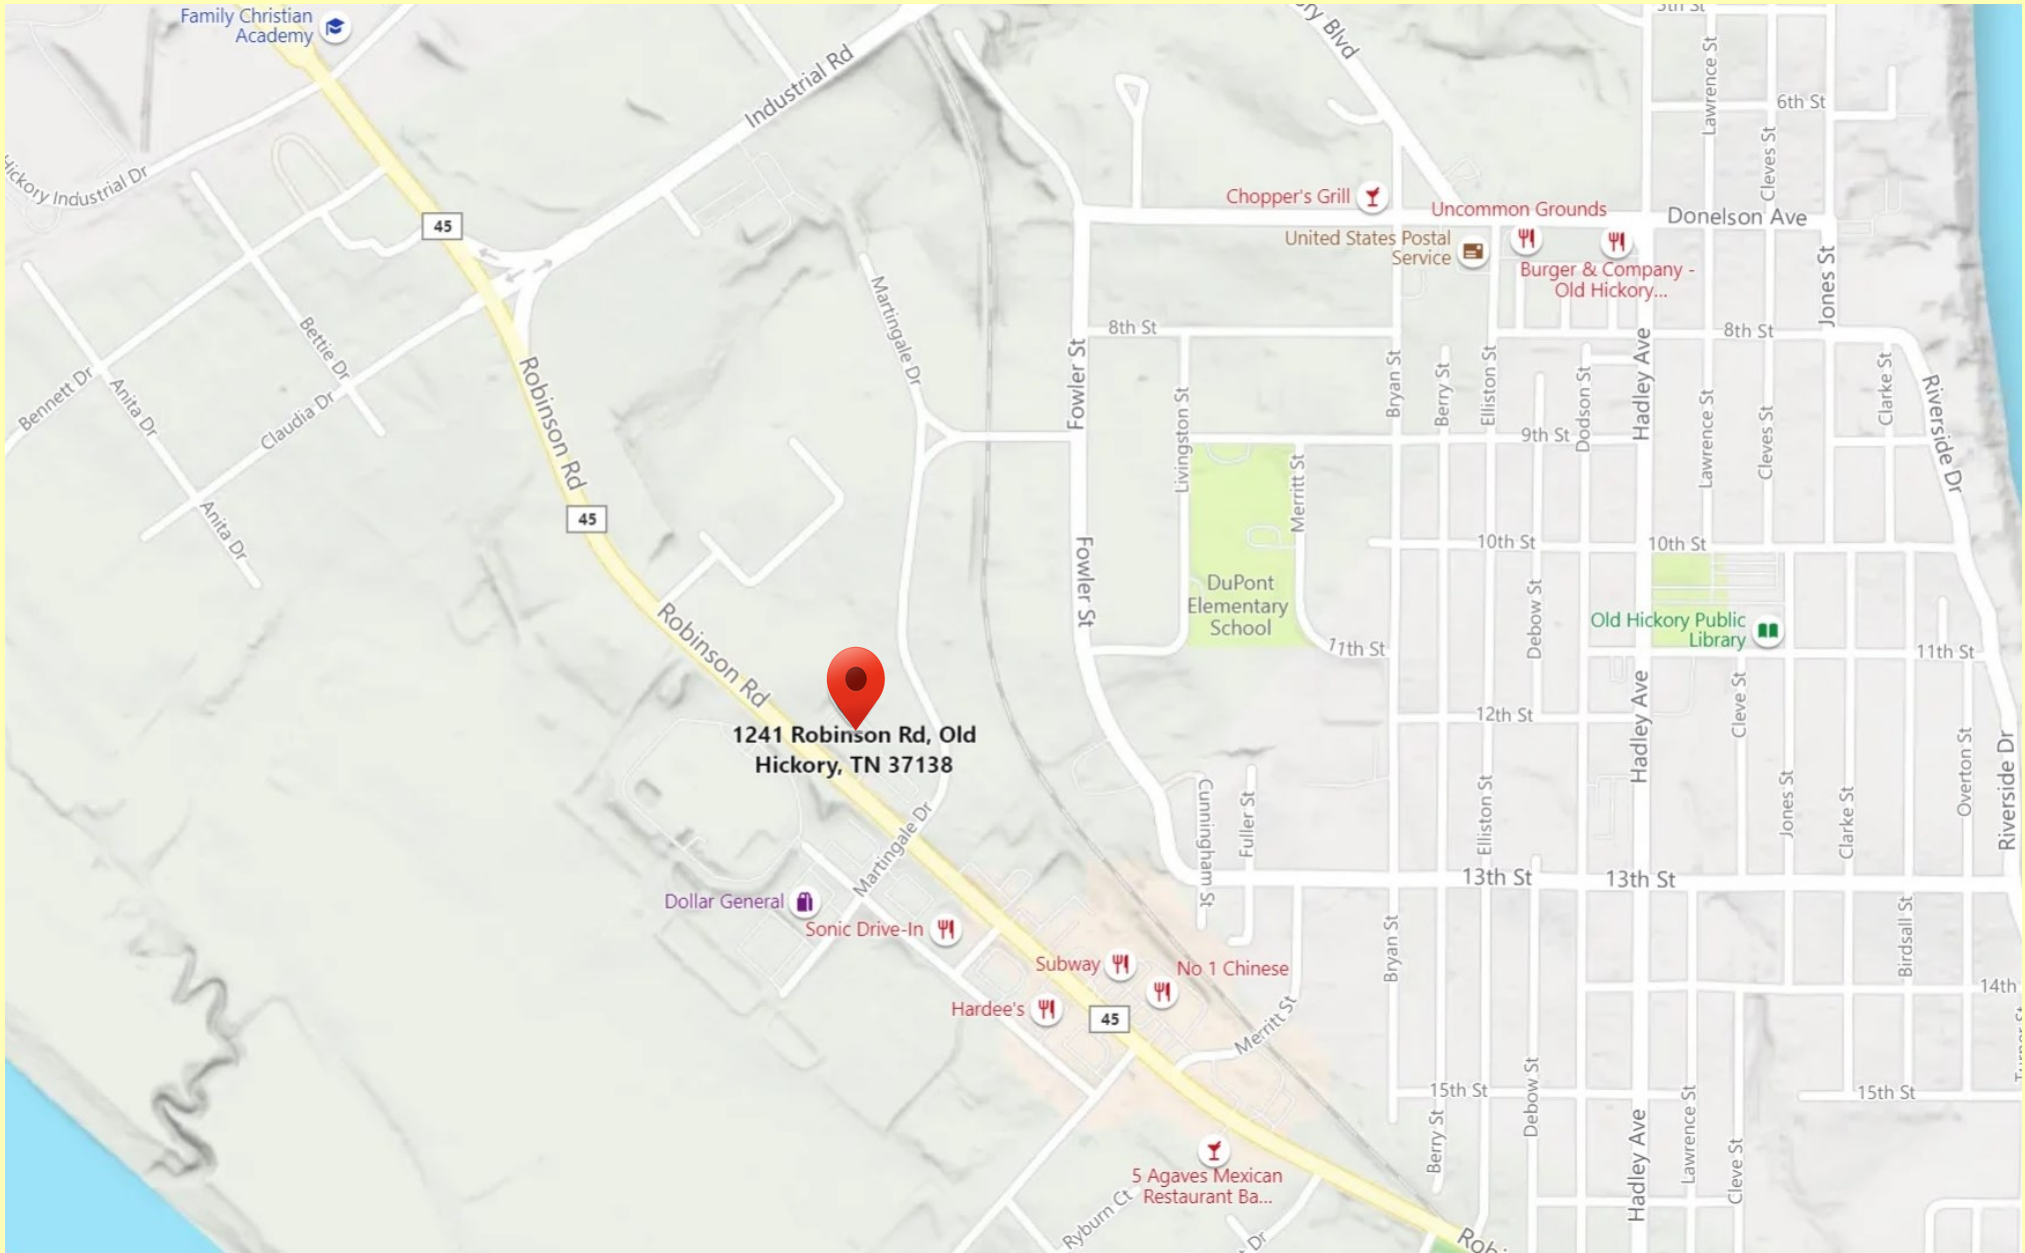 Family Christian
Academy
Industrial Rd
ry Blvd
5th St
Lawrence St
6th St
Cleves St
Hickory Industrial Dr
45
Chopper's Grill
Uncommon Grounds
Donelson Ave
United States Postal
Service
Burger & Company -
Old Hickory...
Jones St
Martingale Dr
Bettie Dr
8th St
8th St
Fowler St
Robinson Rd
Bennett Dr
Anita Dr
Claudia Dr
Livingston St
Bryan St
Berry St
Elliston St
Dodson St
Hadley Ave
Lawrence St
Cleves St
Clarke St
Riverside Dr
9th St
Merritt St
Anita Dr
45
10th St
10th St
Fowler St
DuPont
Elementary
School
Debow St
Old Hickory Public
Library
Robinson Rd
11th St
11th St
12th St
Hadley Ave
Cleve St
1241 Robinson Rd, Old
Hickory, TN 37138
Cunningham St
Fuller St
Elliston St
Jones St
Clarke St
Overton St
Riverside Dr
Martingale Dr
13th St
13th St
Dollar General
Sonic Drive-In
Bryan St
Birdsall St
Subway
No 1 Chinese
14th
Hardee's
45
Merritt St
15th St
15th St
Debow St
Berry St
Hadley Ave
Lawrence St
Cleve St
5 Agaves Mexican
Restaurant Ba...
Ryburn Ct
Dr
Robi